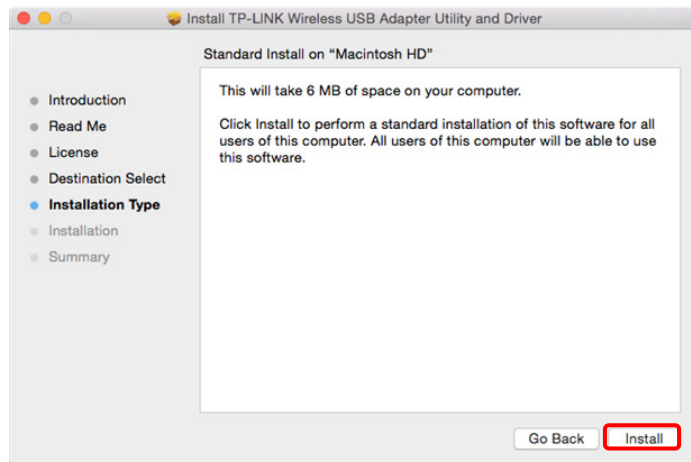 Install TP-LINK Wireless USB Adapter Utility and Driver
Standard Install on “Macintosh HD”
Introduction
Read Me
License
Destination Select
Installation Type
Installation
Summary
This will take 6 MB of space on your computer.
Click Install to perform a standard installation of this software for all
users of this computer. All users of this computer will be able to use
this software.
Go Back
Install